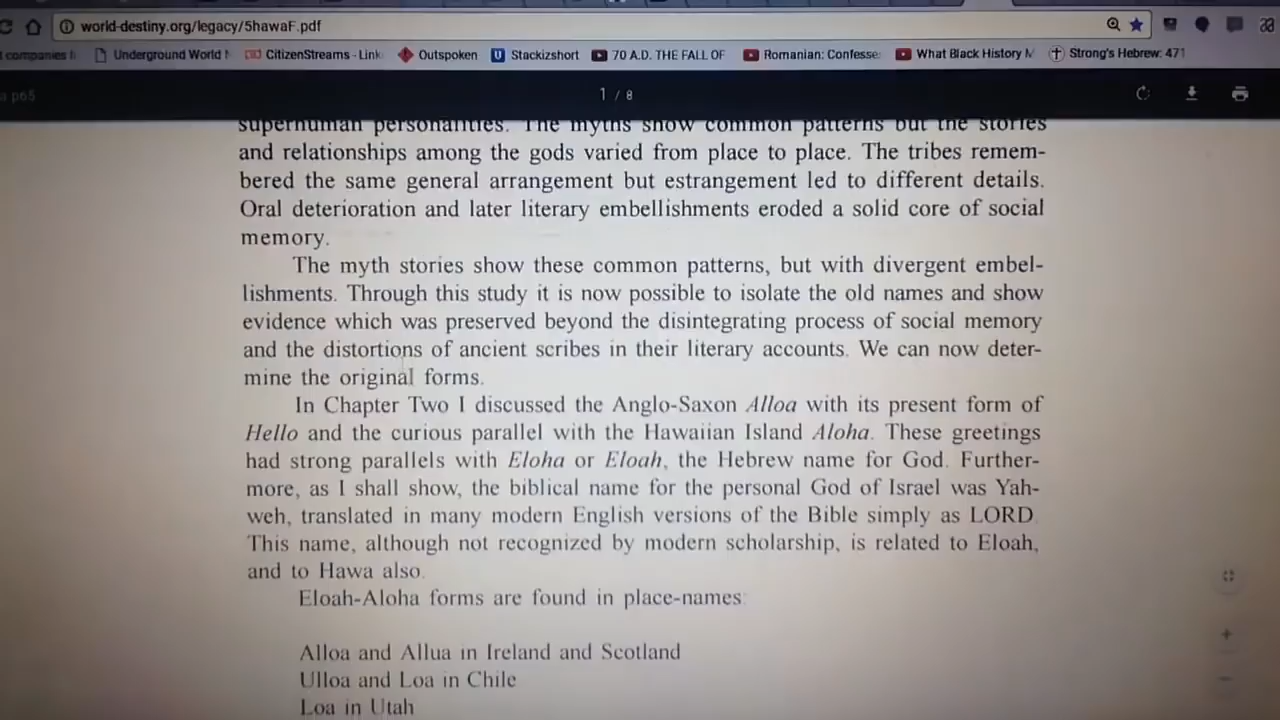 world-destiny.org/legacy/5hawaF.pdf
t companies Underground World CitizenStreams - Link Outspoken Stackizshort 70 A.D. THE FALL OF Romanian: Confesse What Black History Strong's Hebrew: 471
a p65 1 / 8
superhuman personalities. The myths show common patterns but the stories
and relationships among the gods varied from place to place. The tribes remem-
bered the same general arrangement but estrangement led to different details.
Oral deterioration and later literary embellishments eroded a solid core of social
memory.
The myth stories show these common patterns, but with divergent embel-
lishments. Through this study it is now possible to isolate the old names and show
evidence which was preserved beyond the disintegrating process of social memory
and the distortions of ancient scribes in their literary accounts. We can now deter-
mine the original forms.
In Chapter Two I discussed the Anglo-Saxon Alloa with its present form of
Hello and the curious parallel with the Hawaiian Island Aloha. These greetings
had strong parallels with Eloha or Eloah, the Hebrew name for God. Further-
more, as I shall show, the biblical name for the personal God of Israel was Yah-
weh, translated in many modern English versions of the Bible simply as LORD.
This name, although not recognized by modern scholarship, is related to Eloah,
and to Hawa also.
Eloah-Aloha forms are found in place-names:
Alloa and Allua in Ireland and Scotland
Ulloa and Loa in Chile
Loa in Utah